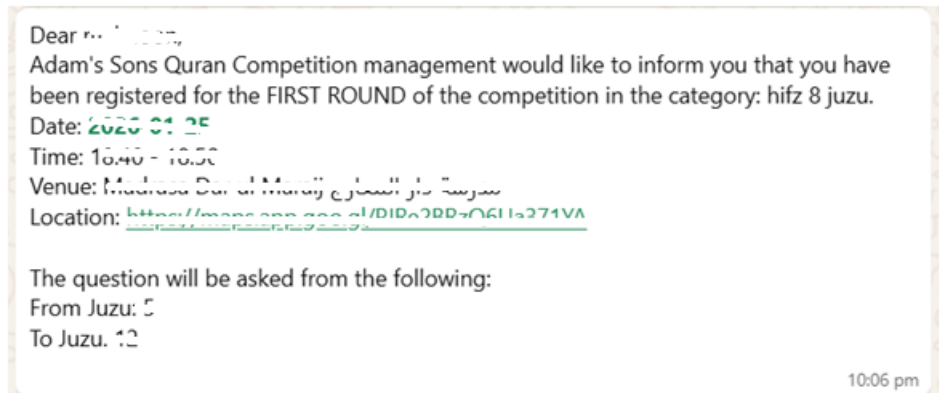 Dear
Adam's Sons Quran Competition management would like to inform you that you have
been registered for the FIRST ROUND of the competition in the category: hifz 8 juzu.
Date:
Time:
Venue:
Location:
The question will be asked from the following:
From Juzu: 5
To Juzu. 12
10:06 pm